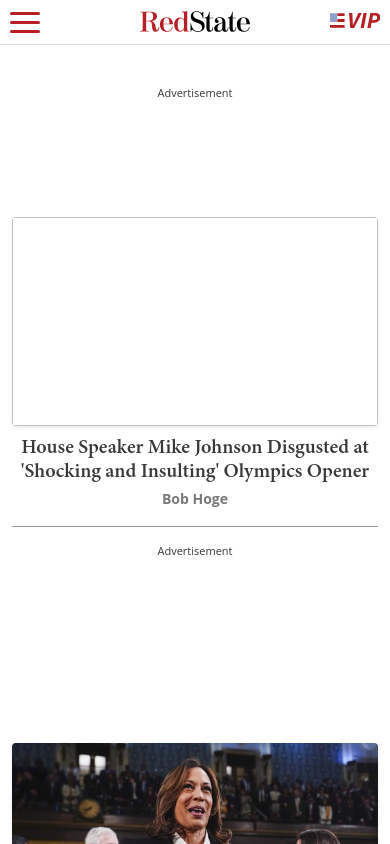 RedState
VIP
Advertisement
House Speaker Mike Johnson Disgusted at
'Shocking and Insulting' Olympics Opener
Bob Hoge
Advertisement